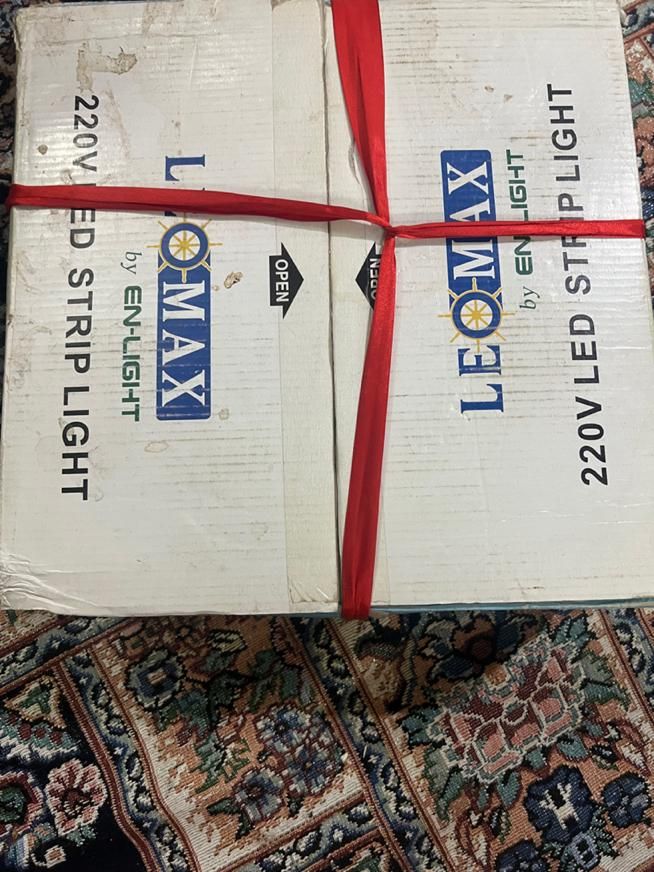 LEOMAX
by EN-LIGHT
220V LED STRIP LIGHT
OPEN
OPEN
LEOMAX
by EN-LIGHT
220V LED STRIP LIGHT